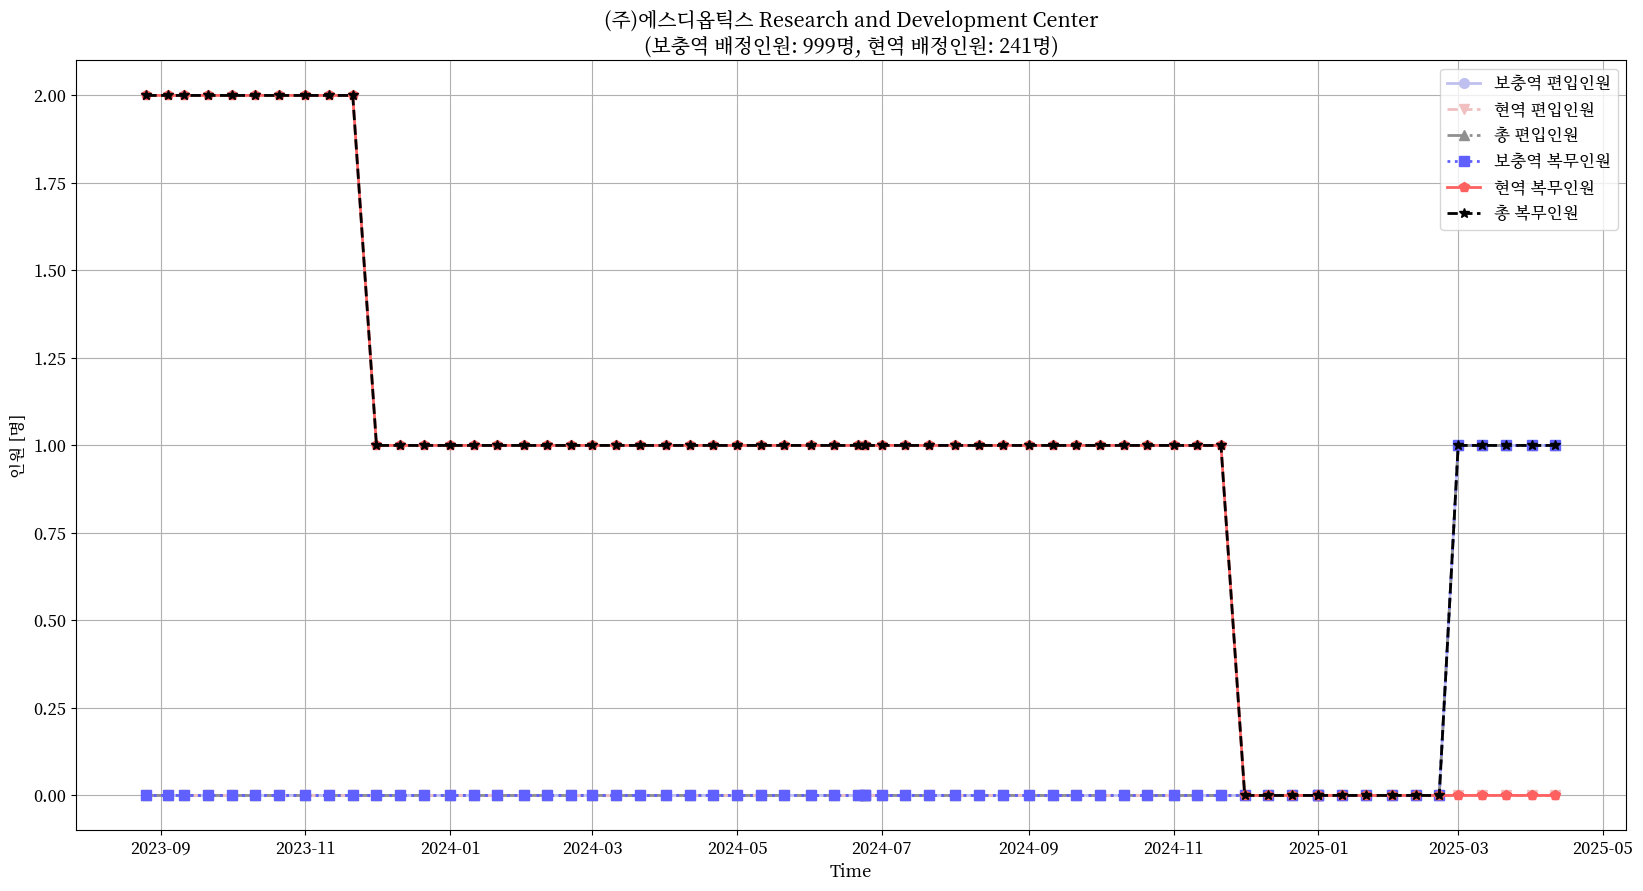 (주)에스디옵틱스 Research and Development Center
(보충역 배정인원: 999명, 현역 배정인원: 241명)
보충역 편입인원
현역 편입인원
총 편입인원
보충역 복무인원
현역 복무인원
총 복무인원
인원 [명]
2.00
1.75
1.50
1.25
1.00
0.75
0.50
0.25
0.00
2023-09 2023-11 2024-01 2024-03 2024-05 2024-07 2024-09 2024-11 2025-01 2025-03 2025-05
Time